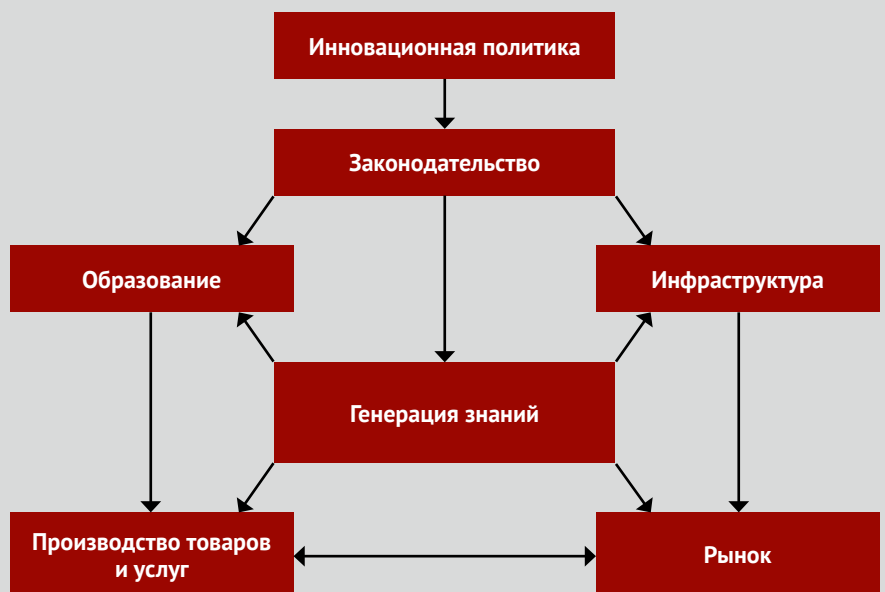 Инновационная политика
Законодательство
Образование
Инфраструктура
Генерация знаний
Производство товаров
и услуг
Рынок